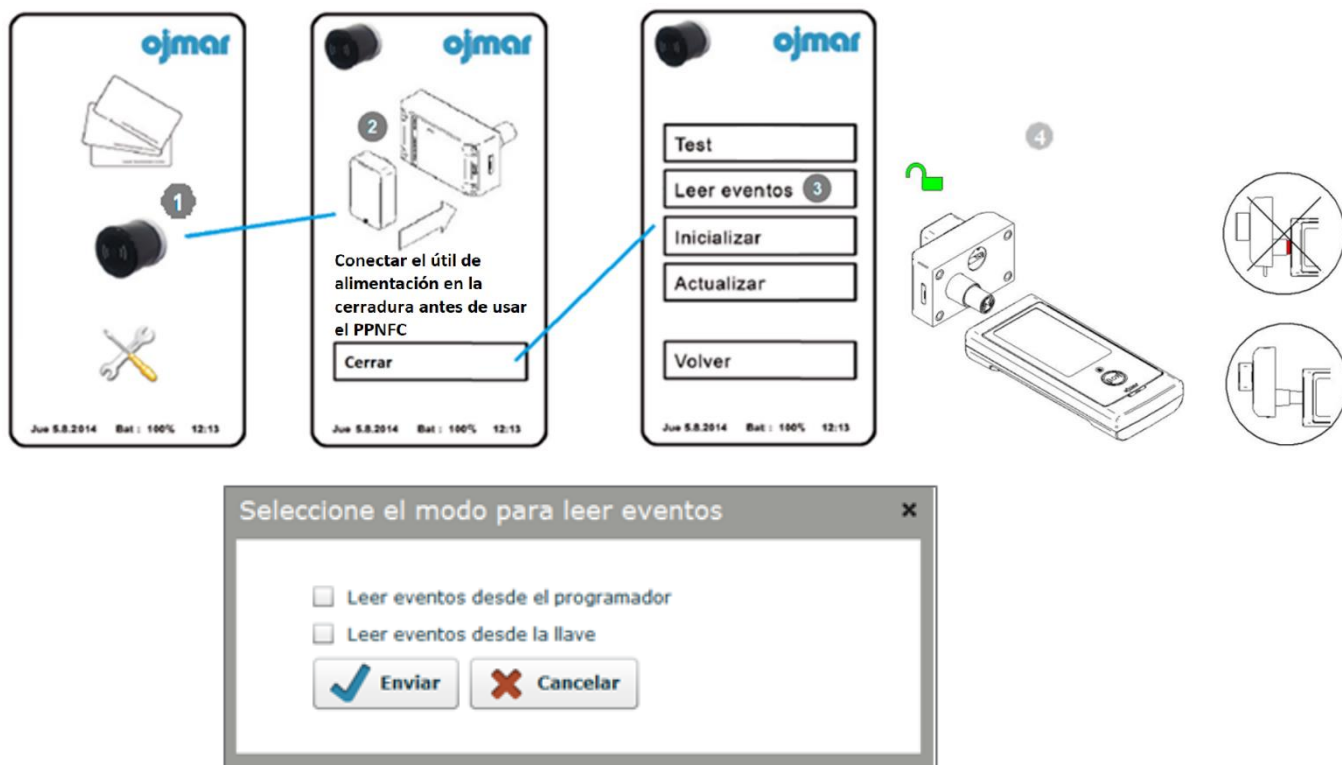 ojmar
1
Jue 5.8.2014 Bat : 100% 12:13
ojmar
2
Conectar el útil de
alimentación en la
cerradura antes de usar
el PPNFC
Cerrar
Jue 5.8.2014 Bat : 100% 12:13
ojmar
Test
Leer eventos 3
Inicializar
Actualizar
Volver
Jue 5.8.2014 Bat : 100% 12:13
4
Seleccione el modo para leer eventos
Leer eventos desde el programador
Leer eventos desde la llave
Enviar Cancelar